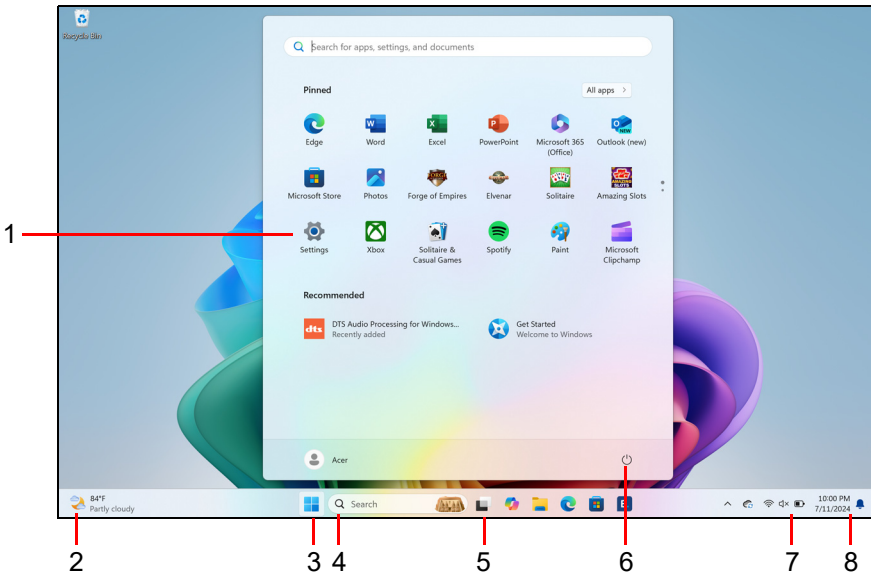 Recycle Bin
Search for apps, settings, and documents
Pinned
All apps >
Edge
Word
Excel
PowerPoint
Microsoft 365
(Office)
Outlook (new)
Microsoft Store
Photos
Forge of Empires
Elvenar
Solitaire
Amazing Slots
1
Settings
Xbox
Solitaire &
Casual Games
Spotify
Paint
Microsoft
Clipchamp
Recommended
dts
DTS Audio Processing for Windows...
Recently added
Get Started
Welcome to Windows
Acer
84°F
Partly cloudy
Search
10:00 PM
7/11/2024
2
3
4
5
6
7
8